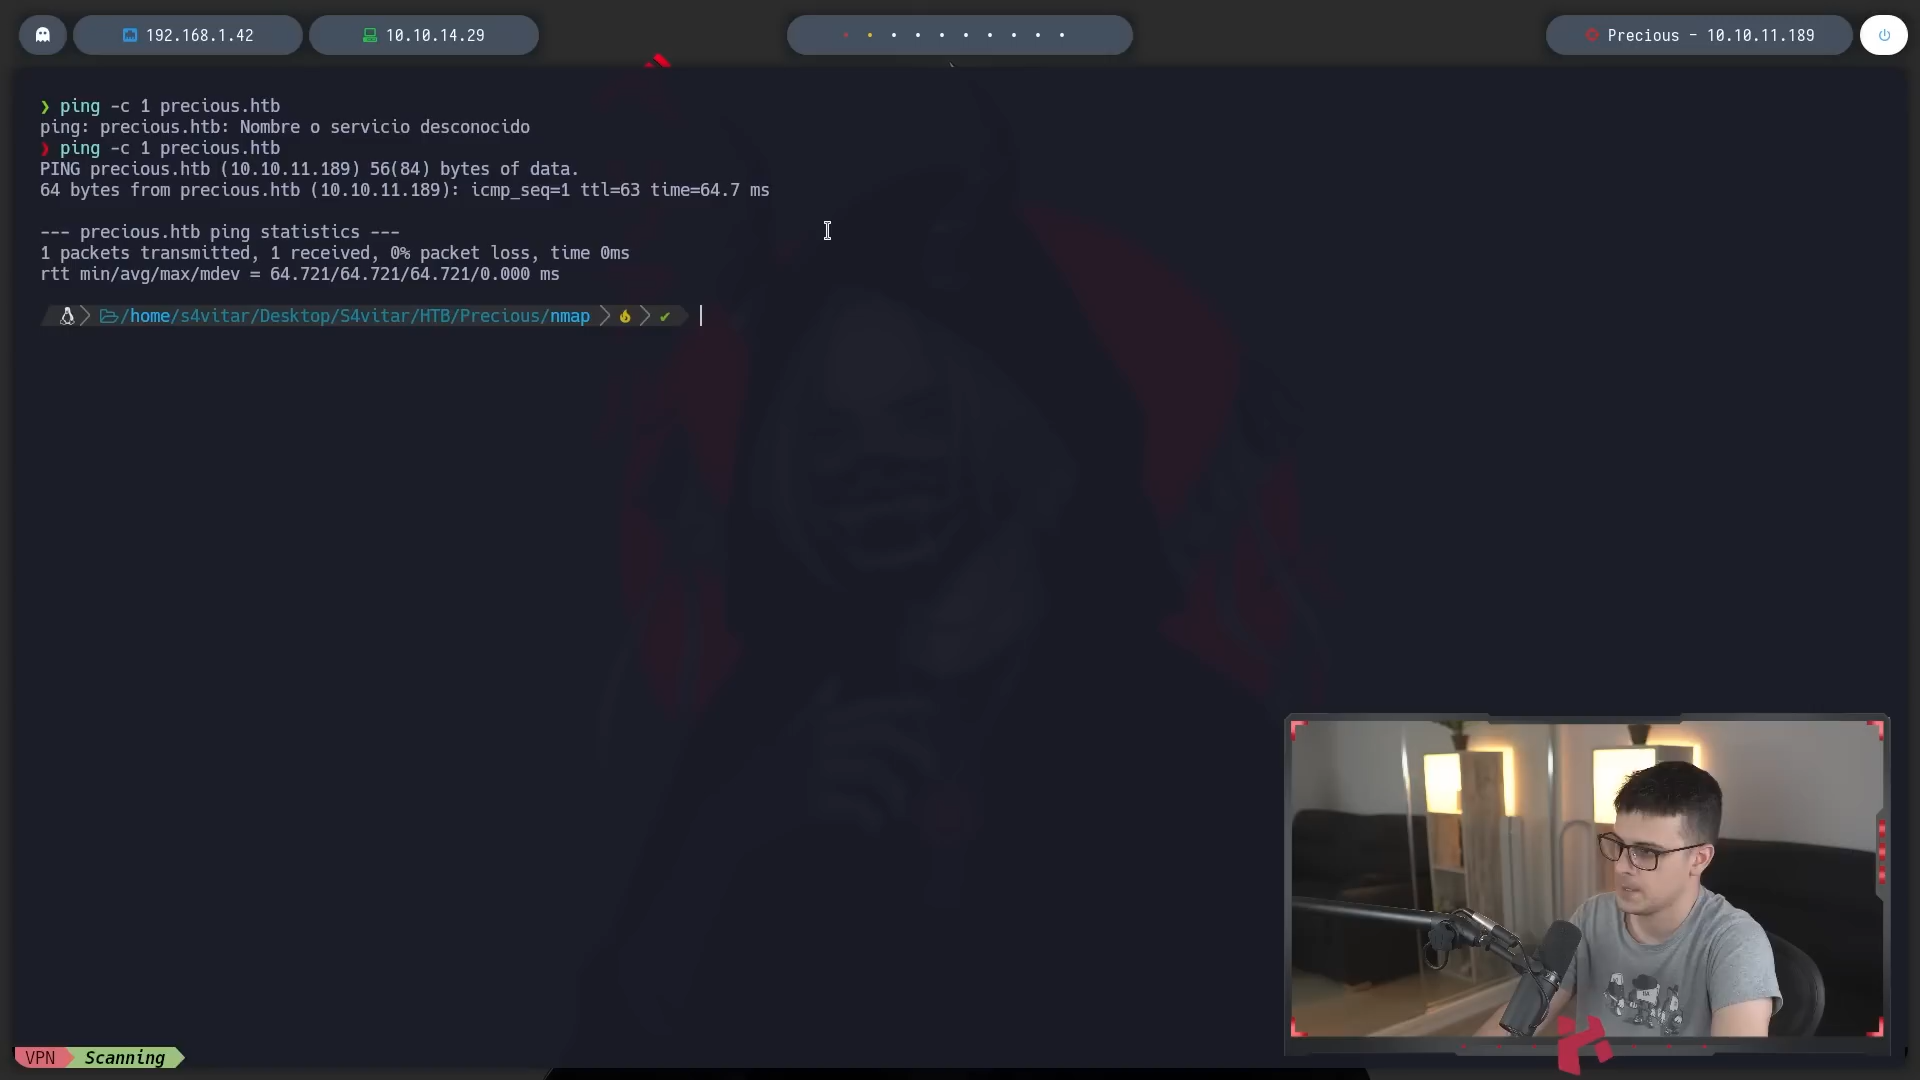 192.168.1.42
10.10.14.29
Precious - 10.10.11.189
❯ ping -c 1 precious.htb
ping: precious.htb: Nombre o servicio desconocido
❯ ping -c 1 precious.htb
PING precious.htb (10.10.11.189) 56(84) bytes of data.
64 bytes from precious.htb (10.10.11.189): icmp_seq=1 ttl=63 time=64.7 ms
--- precious.htb ping statistics ---
1 packets transmitted, 1 received, 0% packet loss, time 0ms
rtt min/avg/max/mdev = 64.721/64.721/64.721/0.000 ms
/home/s4vitar/Desktop/S4vitar/HTB/Precious/nmap
VPN Scanning